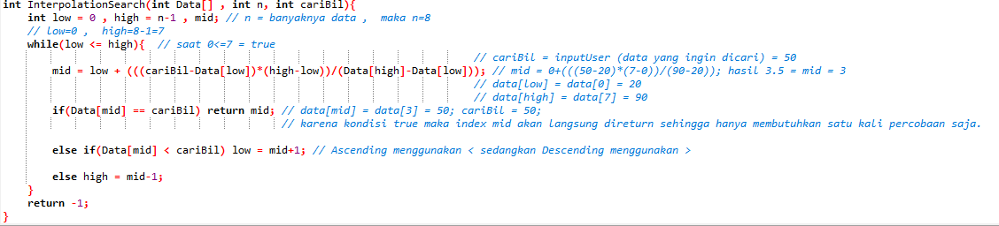 int InterpolationSearch(int Data[] , int n, int cariBil){
int low = 0 , high = n-1 , mid; // n = banyaknya data ,  maka n=8
// low=0 ,  high=8-1=7
while(low <= high){  // saat 0<=7 = true
// cariBil = inputUser (data yang ingin dicari) = 50
mid = low + (((cariBil-Data[low])*(high-low))/(Data[high]-Data[low])); // mid = 0+(((50-20)*(7-0))/(90-20)); hasil 3.5 = mid = 3
// data[low] = data[0] = 20
// data[high] = data[7] = 90
if(Data[mid] == cariBil) return mid; // data[mid] = data[3] = 50; cariBil = 50;
// karena kondisi true maka index mid akan langsung direturn sehingga hanya membutuhkan satu kali percobaan saja.
else if(Data[mid] < cariBil) low = mid+1; // Ascending menggunakan < sedangkan Descending menggunakan >
else high = mid-1;
}
return -1;
}